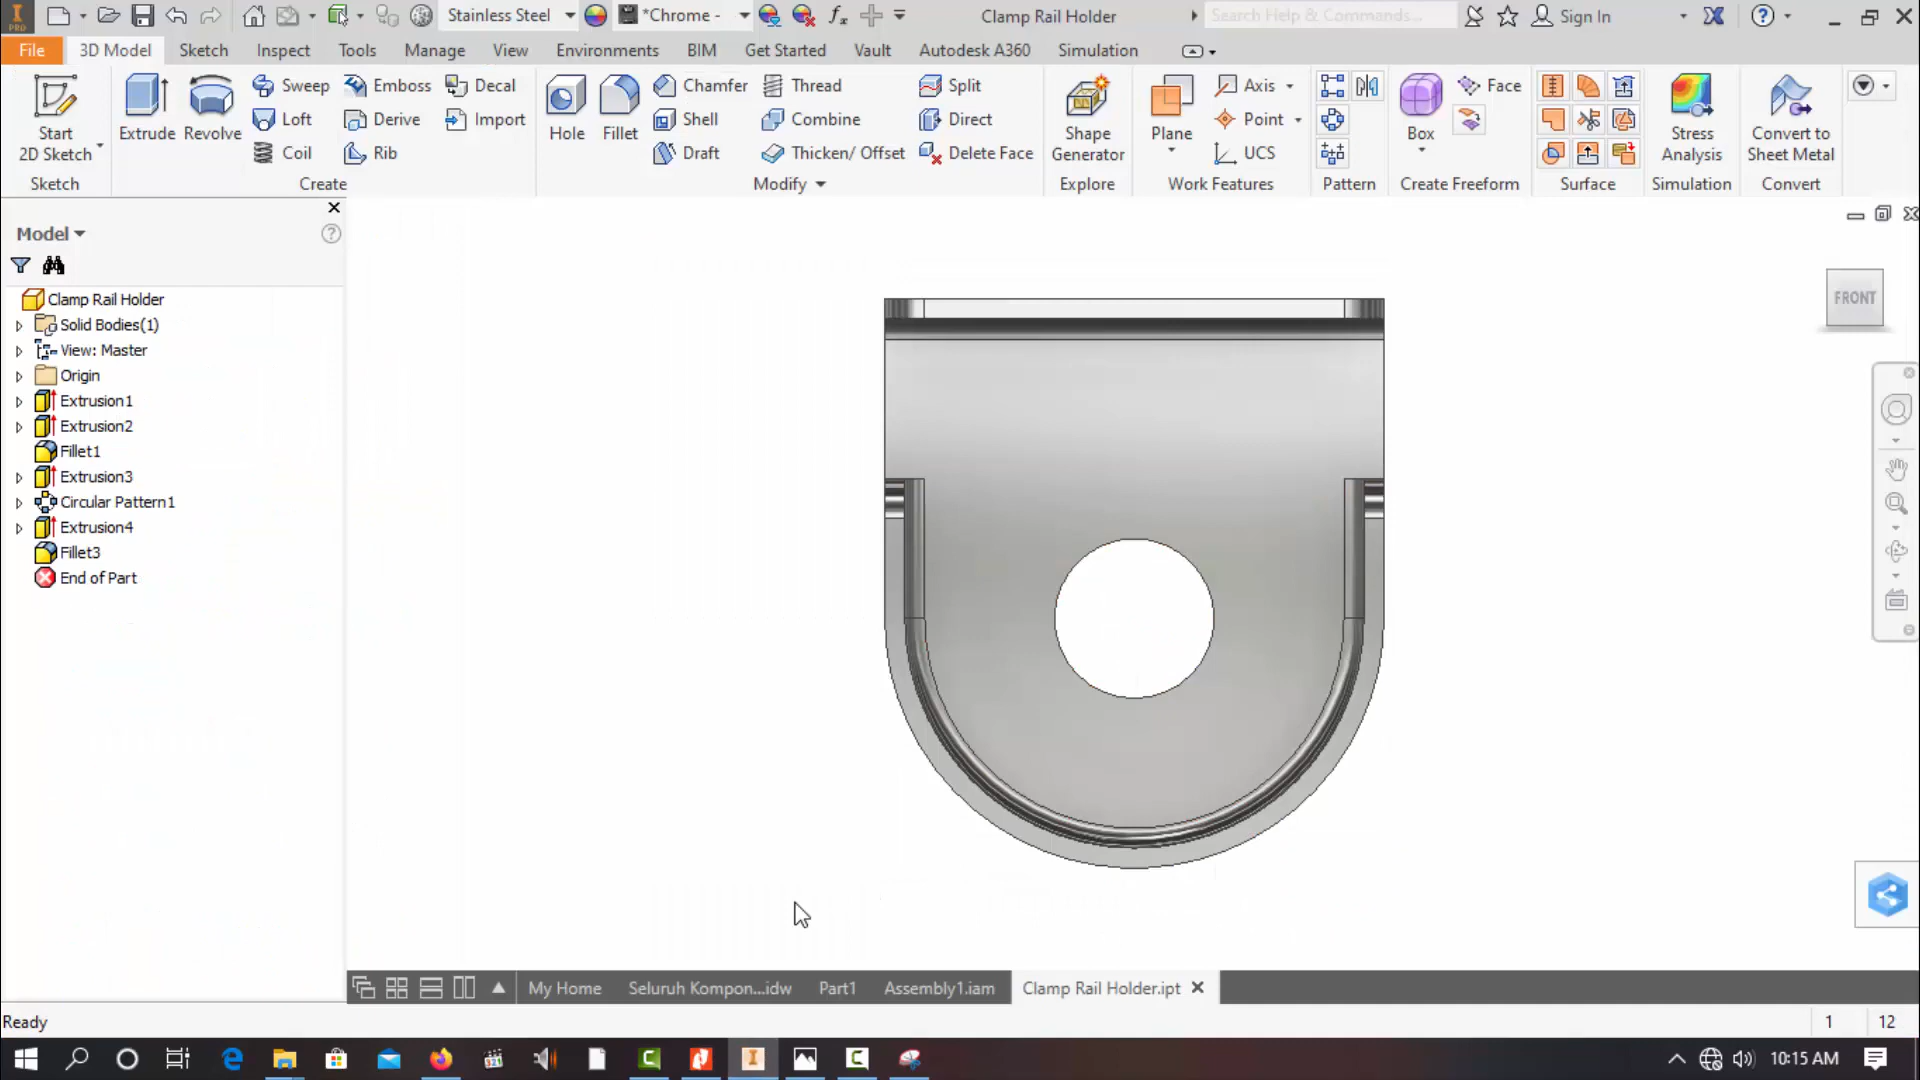 PRO Stainless Steel *Chrome - Clamp Rail Holder Search Help & Commands... Sign In
File 3D Model Sketch Inspect Tools Manage View Environments BIM Get Started Vault Autodesk A360 Simulation
Start
2D Sketch
Extrude
Revolve
Sweep
Loft
Coil
Emboss
Derive
Rib
Decal
Import
Hole
Fillet
Chamfer
Shell
Draft
Thread
Combine
Thicken/ Offset
Split
Direct
Delete Face
Shape
Generator
Plane
Axis
Point
UCS
Box
Face
Stress
Analysis
Convert to
Sheet Metal
Sketch Create Modify Explore Work Features Pattern Create Freeform Surface Simulation Convert
Model
Clamp Rail Holder
Solid Bodies(1)
View: Master
Origin
Extrusion1
Extrusion2
Fillet1
Extrusion3
Circular Pattern1
Extrusion4
Fillet3
End of Part
FRONT
My Home Seluruh Kompon...idw Part1 Assembly1.iam Clamp Rail Holder.ipt
Ready 1 12
10:15 AM